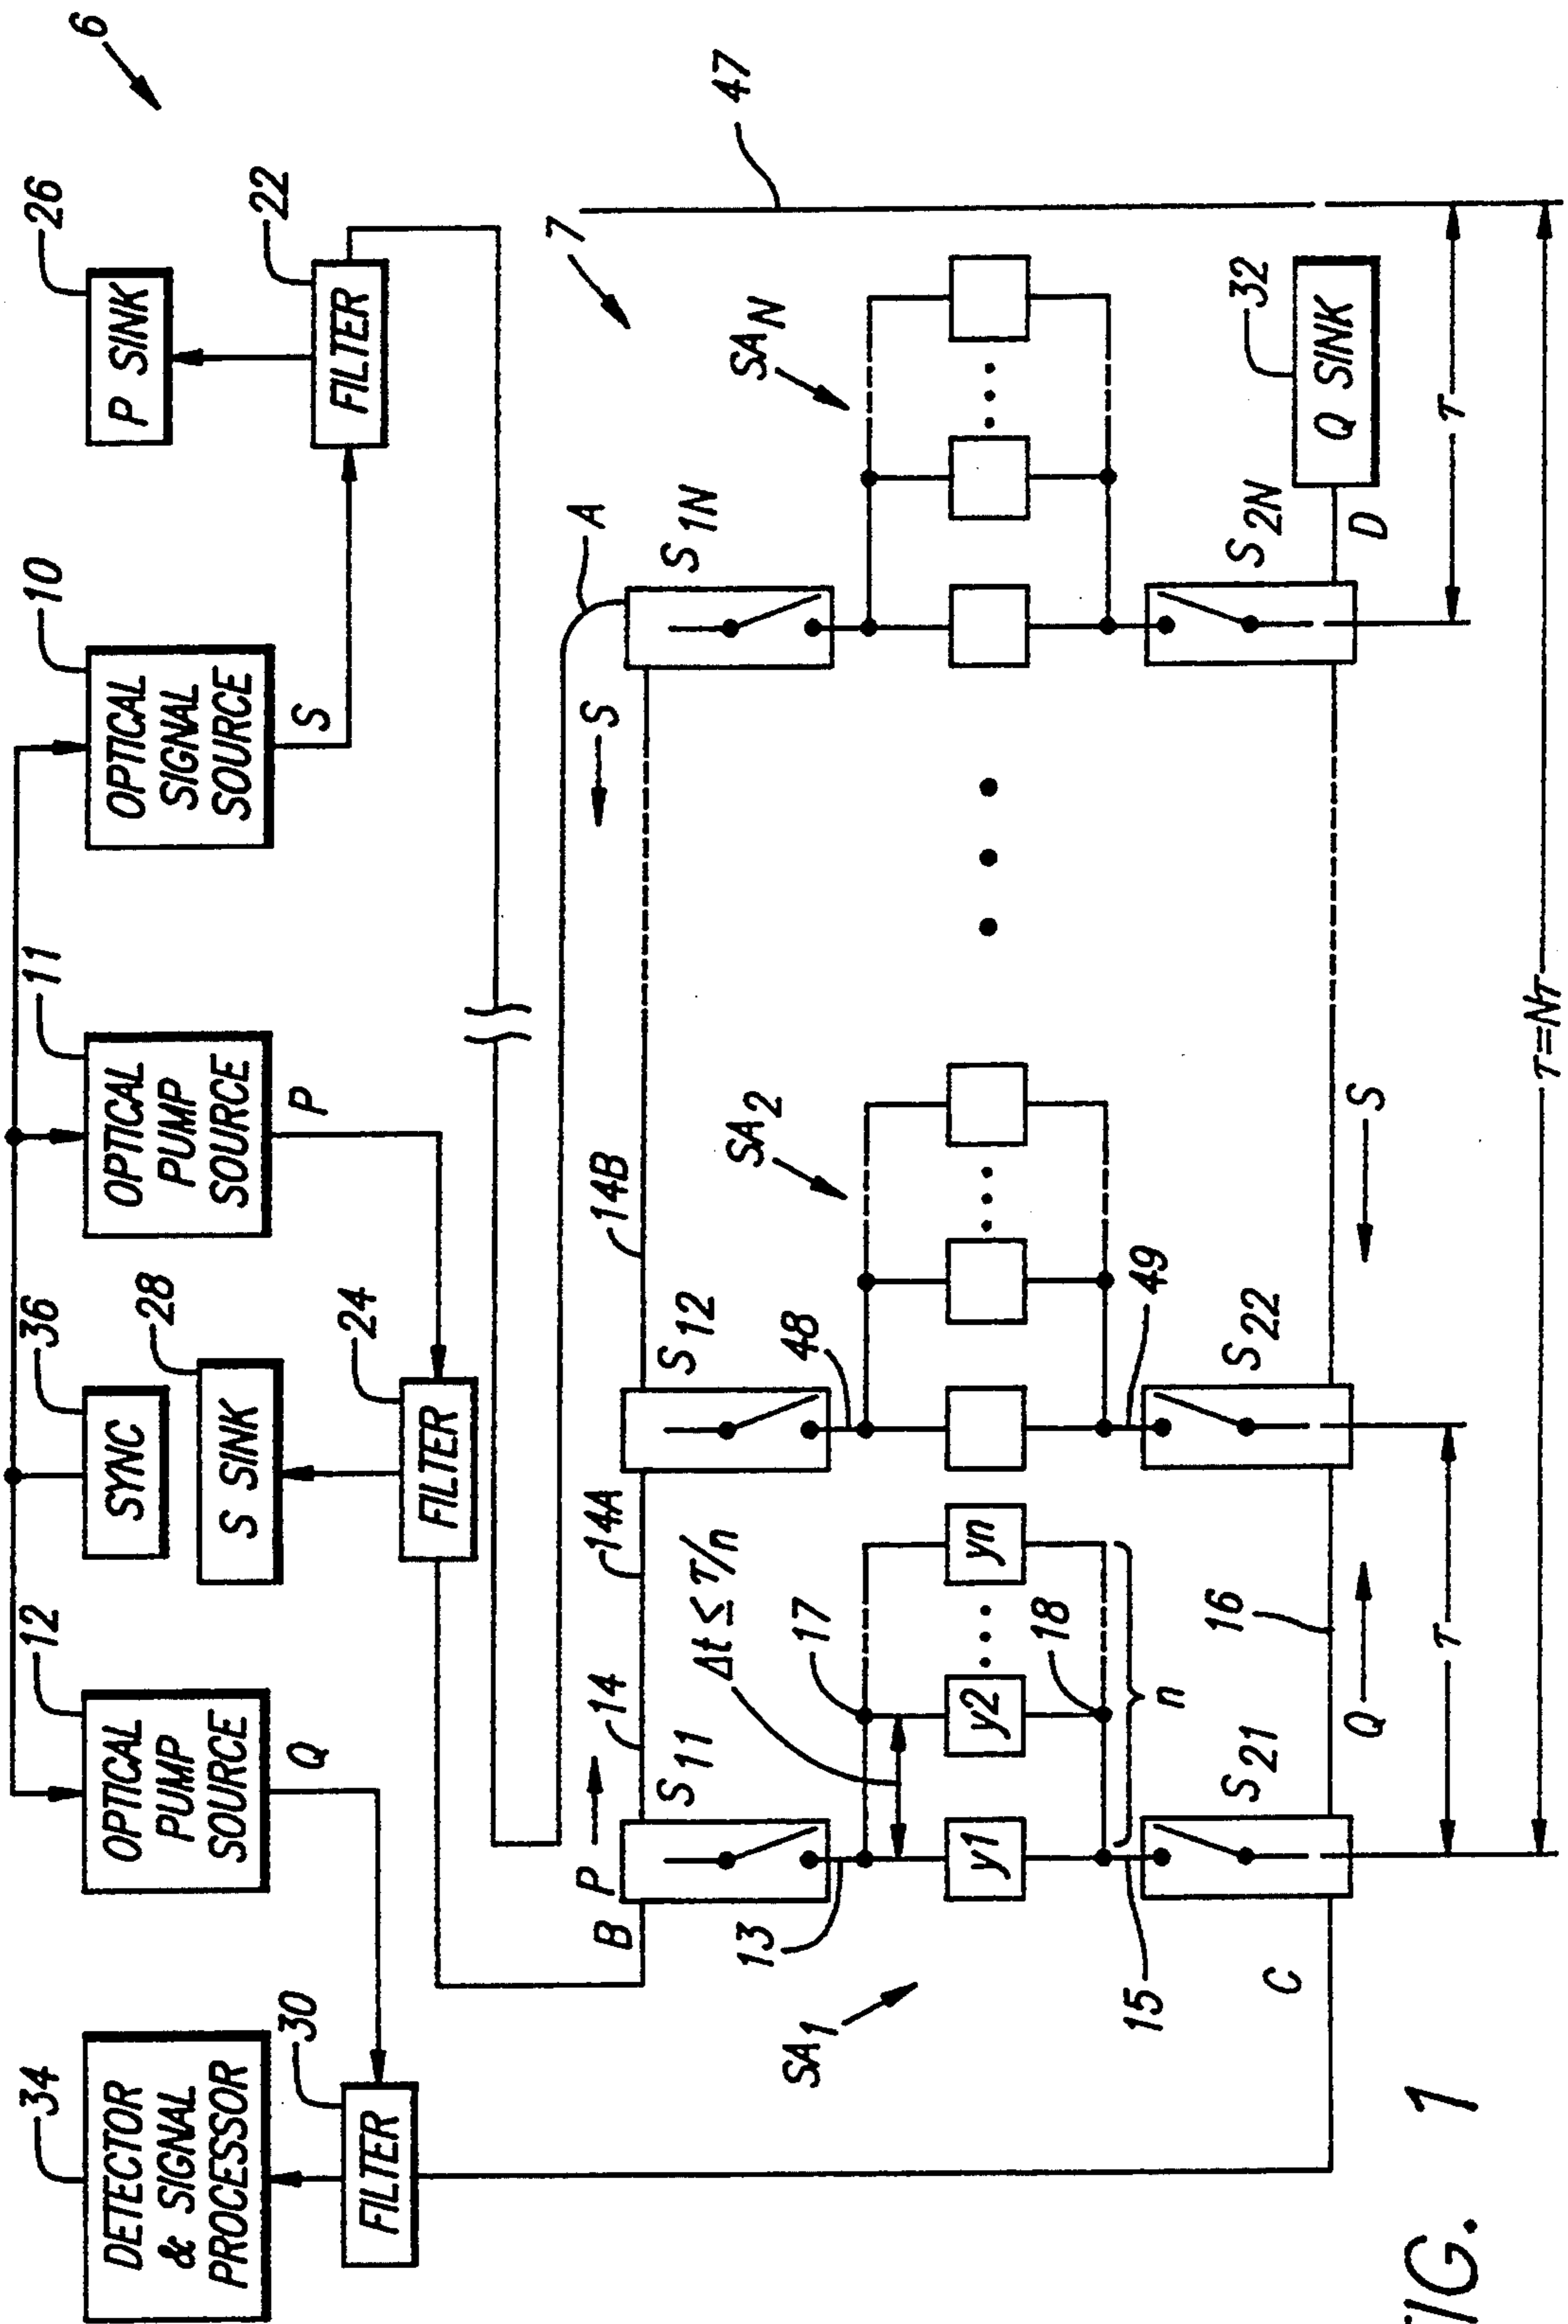 6
34
DETECTOR
& SIGNAL
PROCESSOR
12
OPTICAL
PUMP
SOURCE
Q
36
SYNC
28
S SINK
11
OPTICAL
PUMP
SOURCE
P
10
OPTICAL
SIGNAL
SOURCE
S
26
P SINK
30
FILTER
24
FILTER
22
FILTER
7
47
A
B
P
14
14A
14B
S
S11
S12
S1N
13
Δt ≤ τ/n
17
48
SA1
SA2
SAN
y1
y2
yn
18
n
15
49
S21
S22
S2N
32
Q SINK
C
16
D
Q
S
τ
τ
T=Nτ
FIG. 1